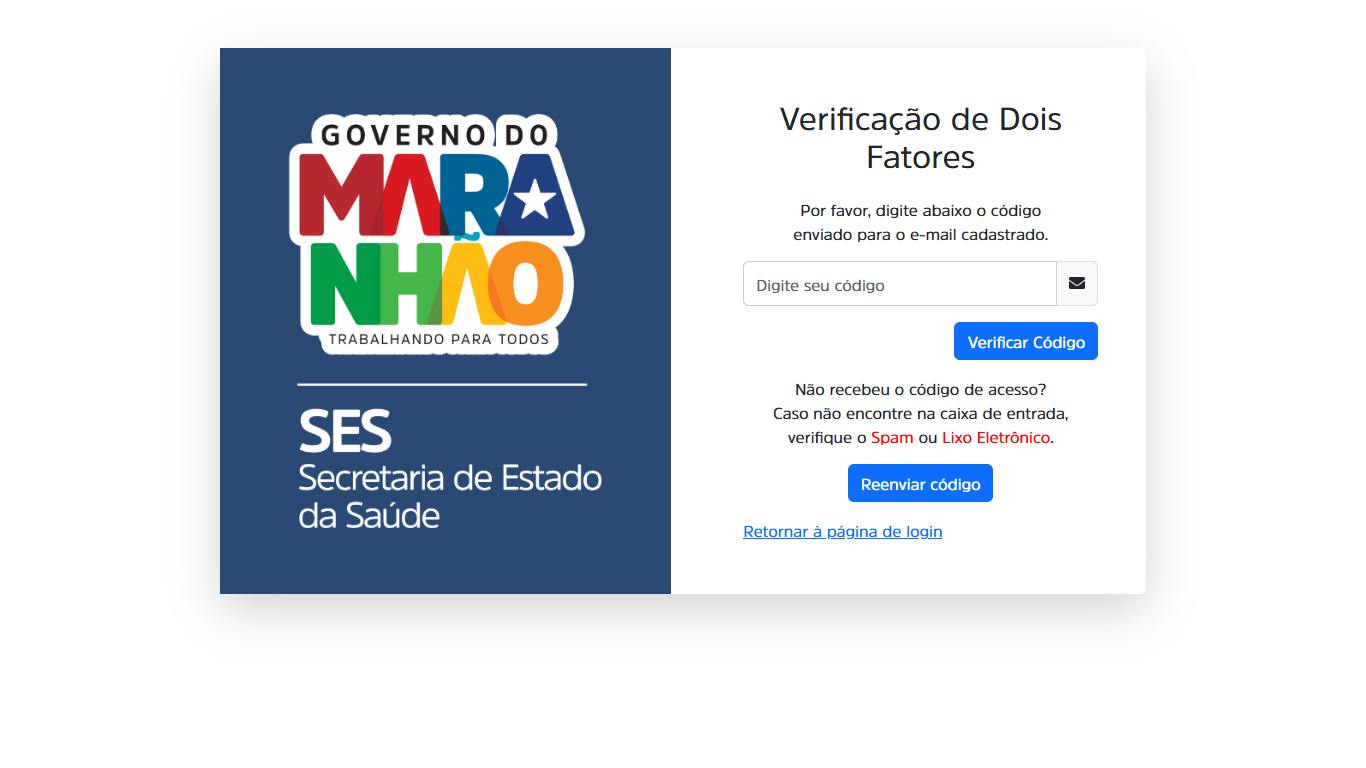 GOVERNO DO
MARA
NHÃO
TRABALHANDO PARA TODOS
SES
Secretaria de Estado
da Saúde
Verificação de Dois
Fatores
Por favor, digite abaixo o código
enviado para o e-mail cadastrado.
Digite seu código
Verificar Código
Não recebeu o código de acesso?
Caso não encontre na caixa de entrada,
verifique o Spam ou Lixo Eletrônico.
Reenviar código
Retornar à página de login